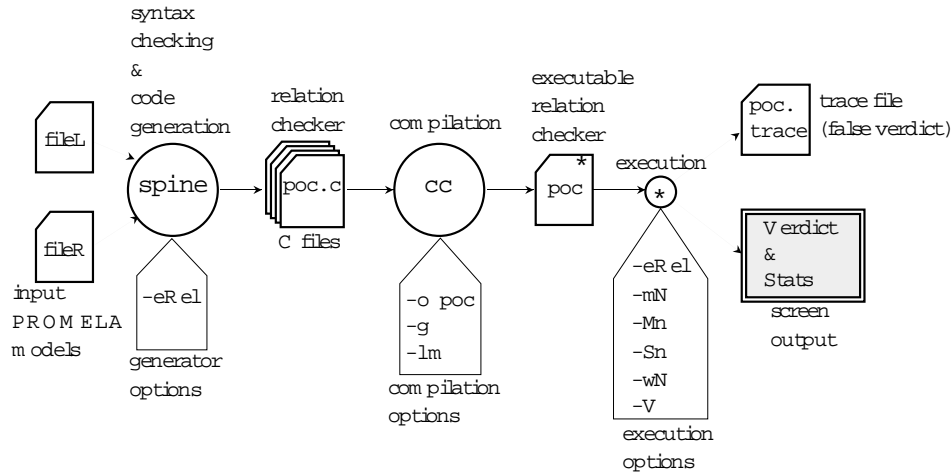 syntax
checking
&
code
generation
fileL
fileR
input
PROMELA
models
spine
-eRel
generator
options
relation
checker
poc.c
C files
compilation
cc
-o poc
-g
-lm
compilation
options
executable
relation
checker
*
poc
execution
*
-eRel
-mN
-Mn
-Sn
-wN
-V
execution
options
poc.
trace
trace file
(false verdict)
Verdict
&
Stats
screen
output